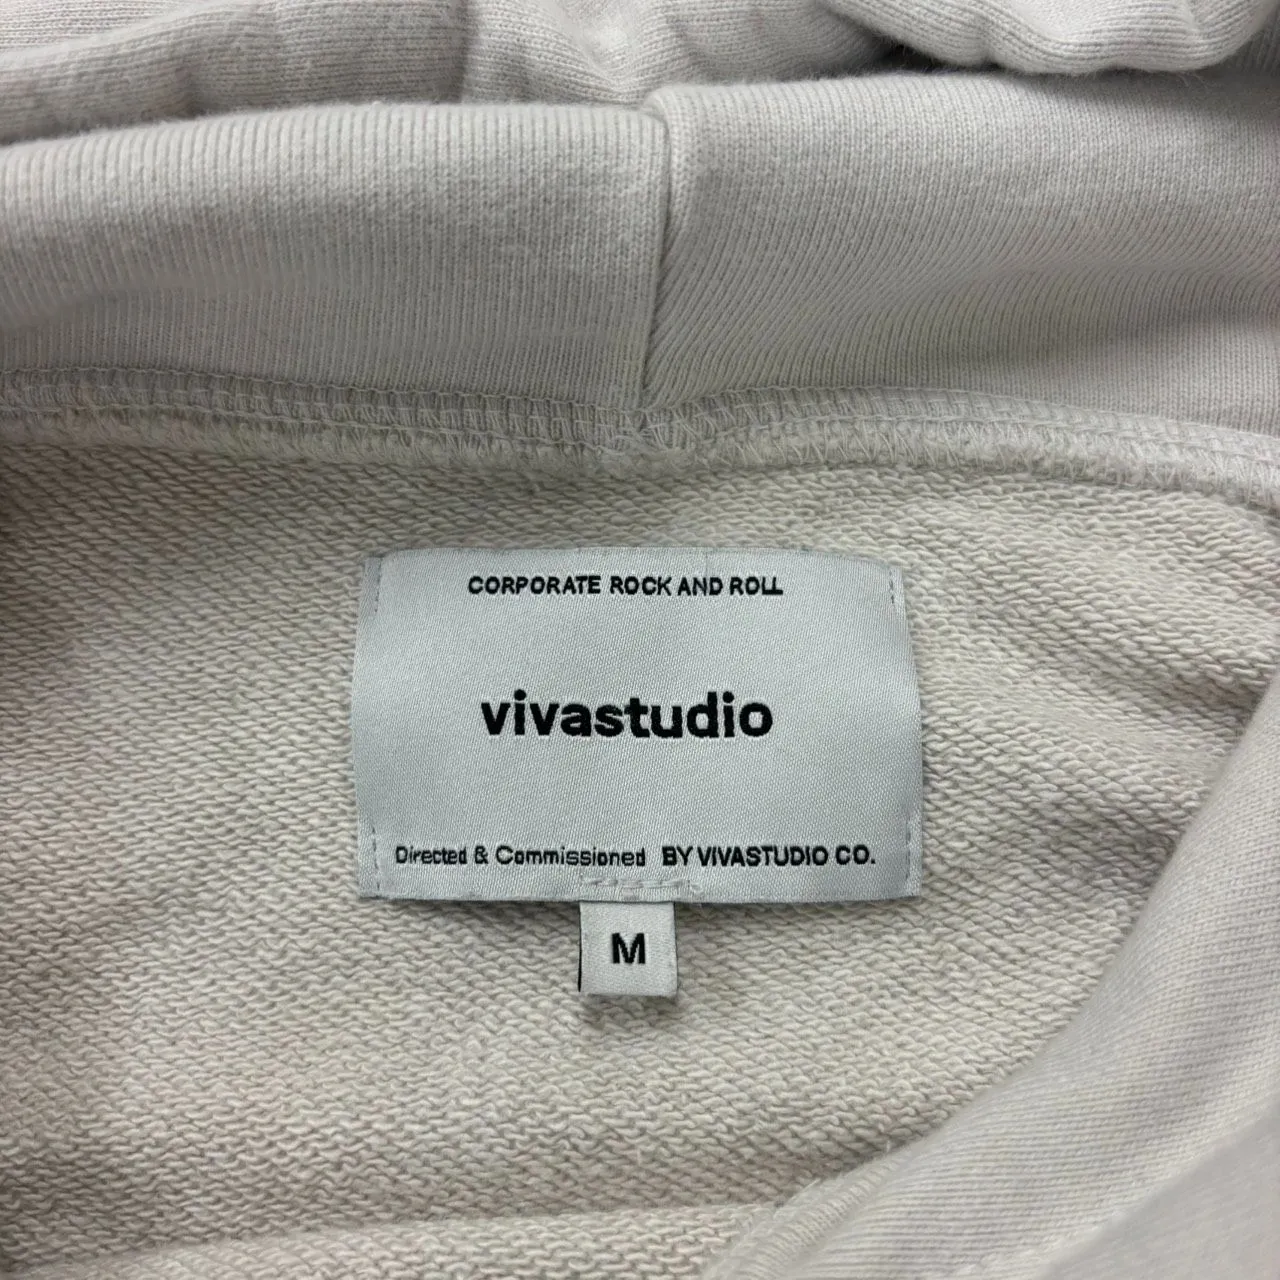 CORPORATE ROCK AND ROLL
vivastudio
Directed & Commissioned BY VIVASTUDIO CO.
M